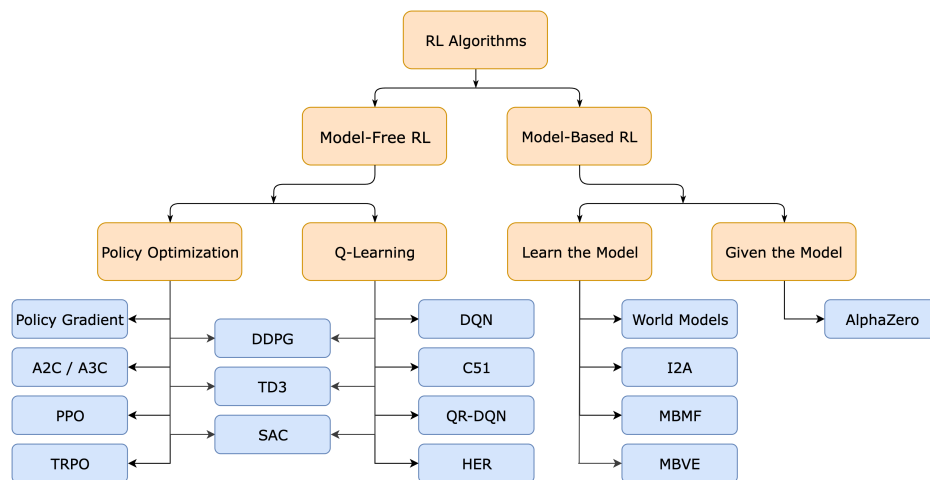 RL Algorithms
Model-Free RL
Model-Based RL
Policy Optimization
Q-Learning
Learn the Model
Given the Model
Policy Gradient
DDPG
DQN
World Models
AlphaZero
A2C / A3C
TD3
C51
I2A
PPO
SAC
QR-DQN
MBMF
TRPO
HER
MBVE